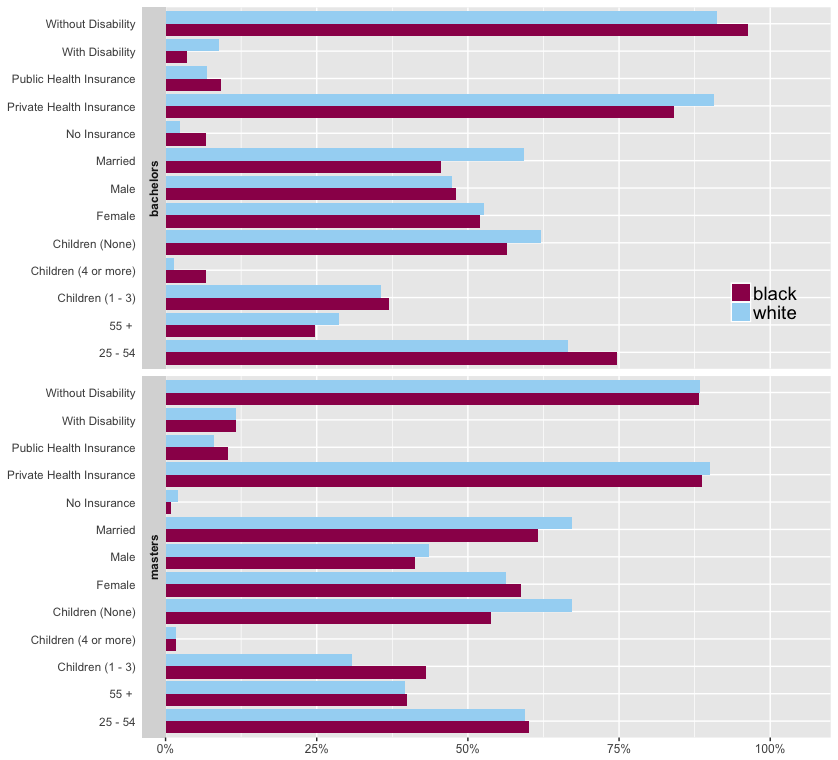 Without Disability
With Disability
Public Health Insurance
Private Health Insurance
No Insurance
Married
Male
Female
Children (None)
Children (4 or more)
Children (1 - 3)
55 +
25 - 54
bachelors
black
white
Without Disability
With Disability
Public Health Insurance
Private Health Insurance
No Insurance
Married
Male
Female
Children (None)
Children (4 or more)
Children (1 - 3)
55 +
25 - 54
masters
0% 25% 50% 75% 100%